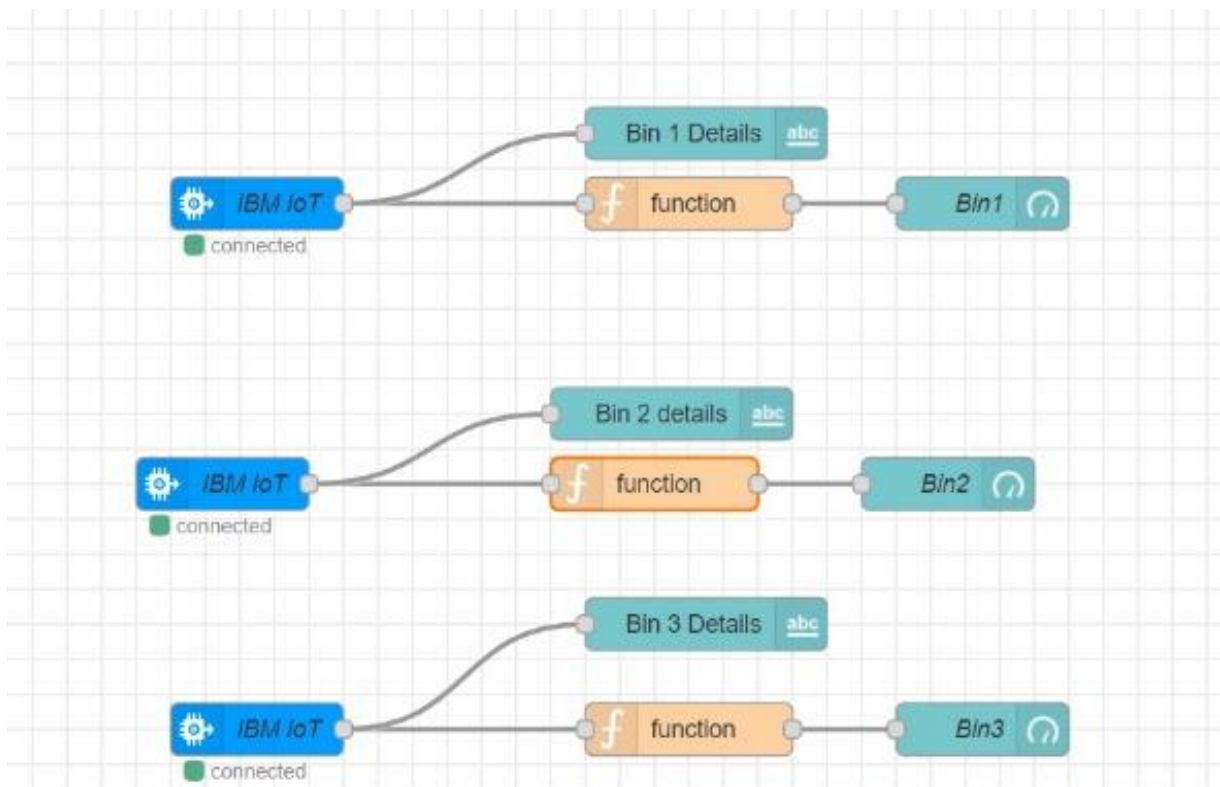 Bin 1 Details abc
IBM IoT function Bin1
connected
Bin 2 details abc
IBM IoT function Bin2
connected
Bin 3 Details abc
IBM IoT function Bin3
connected